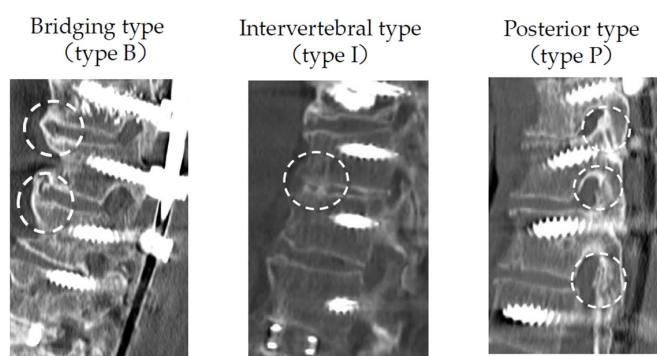 Bridging type
(type B)
Intervertebral type
(type I)
Posterior type
(type P)